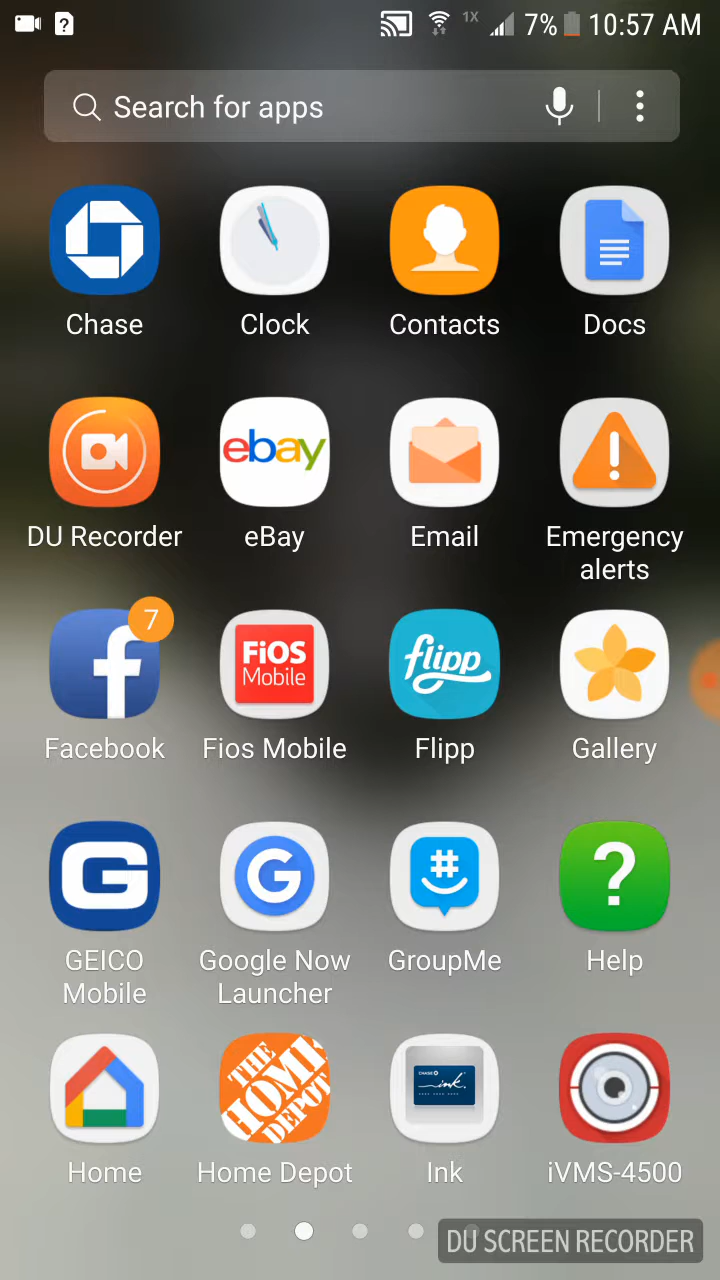 ? 1X 7% 10:57 AM
Search for apps
Chase Clock Contacts Docs
ebay
DU Recorder eBay Email Emergency alerts
7
f FiOS Mobile flipp
Facebook Fios Mobile Flipp Gallery
G G # ?
GEICO Mobile Google Now Launcher GroupMe Help
THE HOME DEPOT CHASE ink
Home Home Depot Ink iVMS-4500
DU SCREEN RECORDER